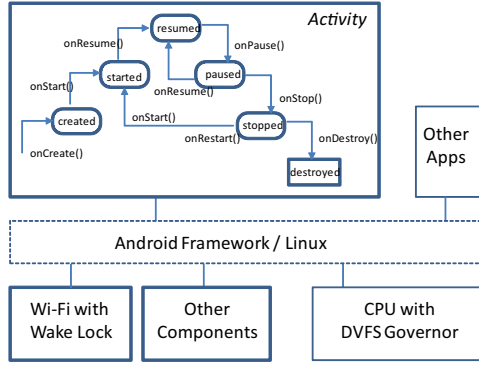 Activity
resumed
onResume()
onPause()
started
paused
onResume()
onStart()
onStop()
created
onStart()
stopped
onRestart()
onDestroy()
onCreate()
destroyed
Other
Apps
Android Framework / Linux
Wi-Fi with
Wake Lock
Other
Components
CPU with
DVFS Governor